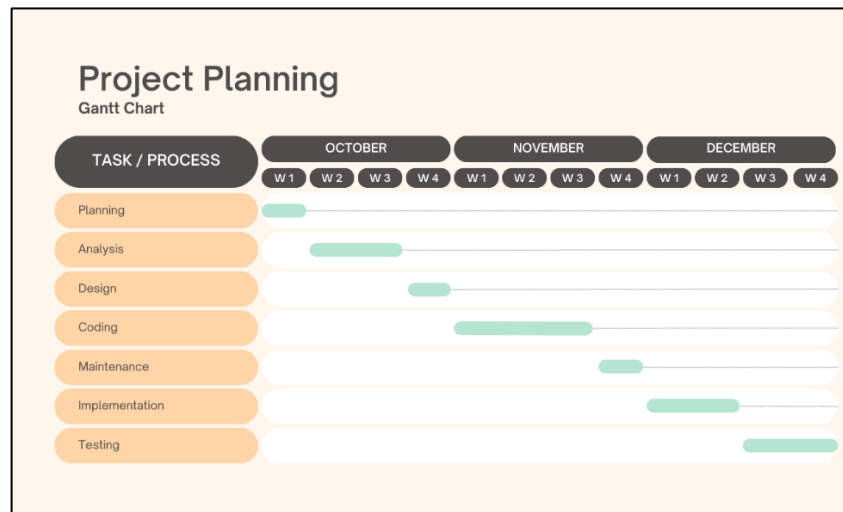 Project Planning
Gantt Chart
TASK / PROCESS
OCTOBER NOVEMBER DECEMBER
W 1 W 2 W 3 W 4 W 1 W 2 W 3 W 4 W 1 W 2 W 3 W 4
Planning
Analysis
Design
Coding
Maintenance
Implementation
Testing